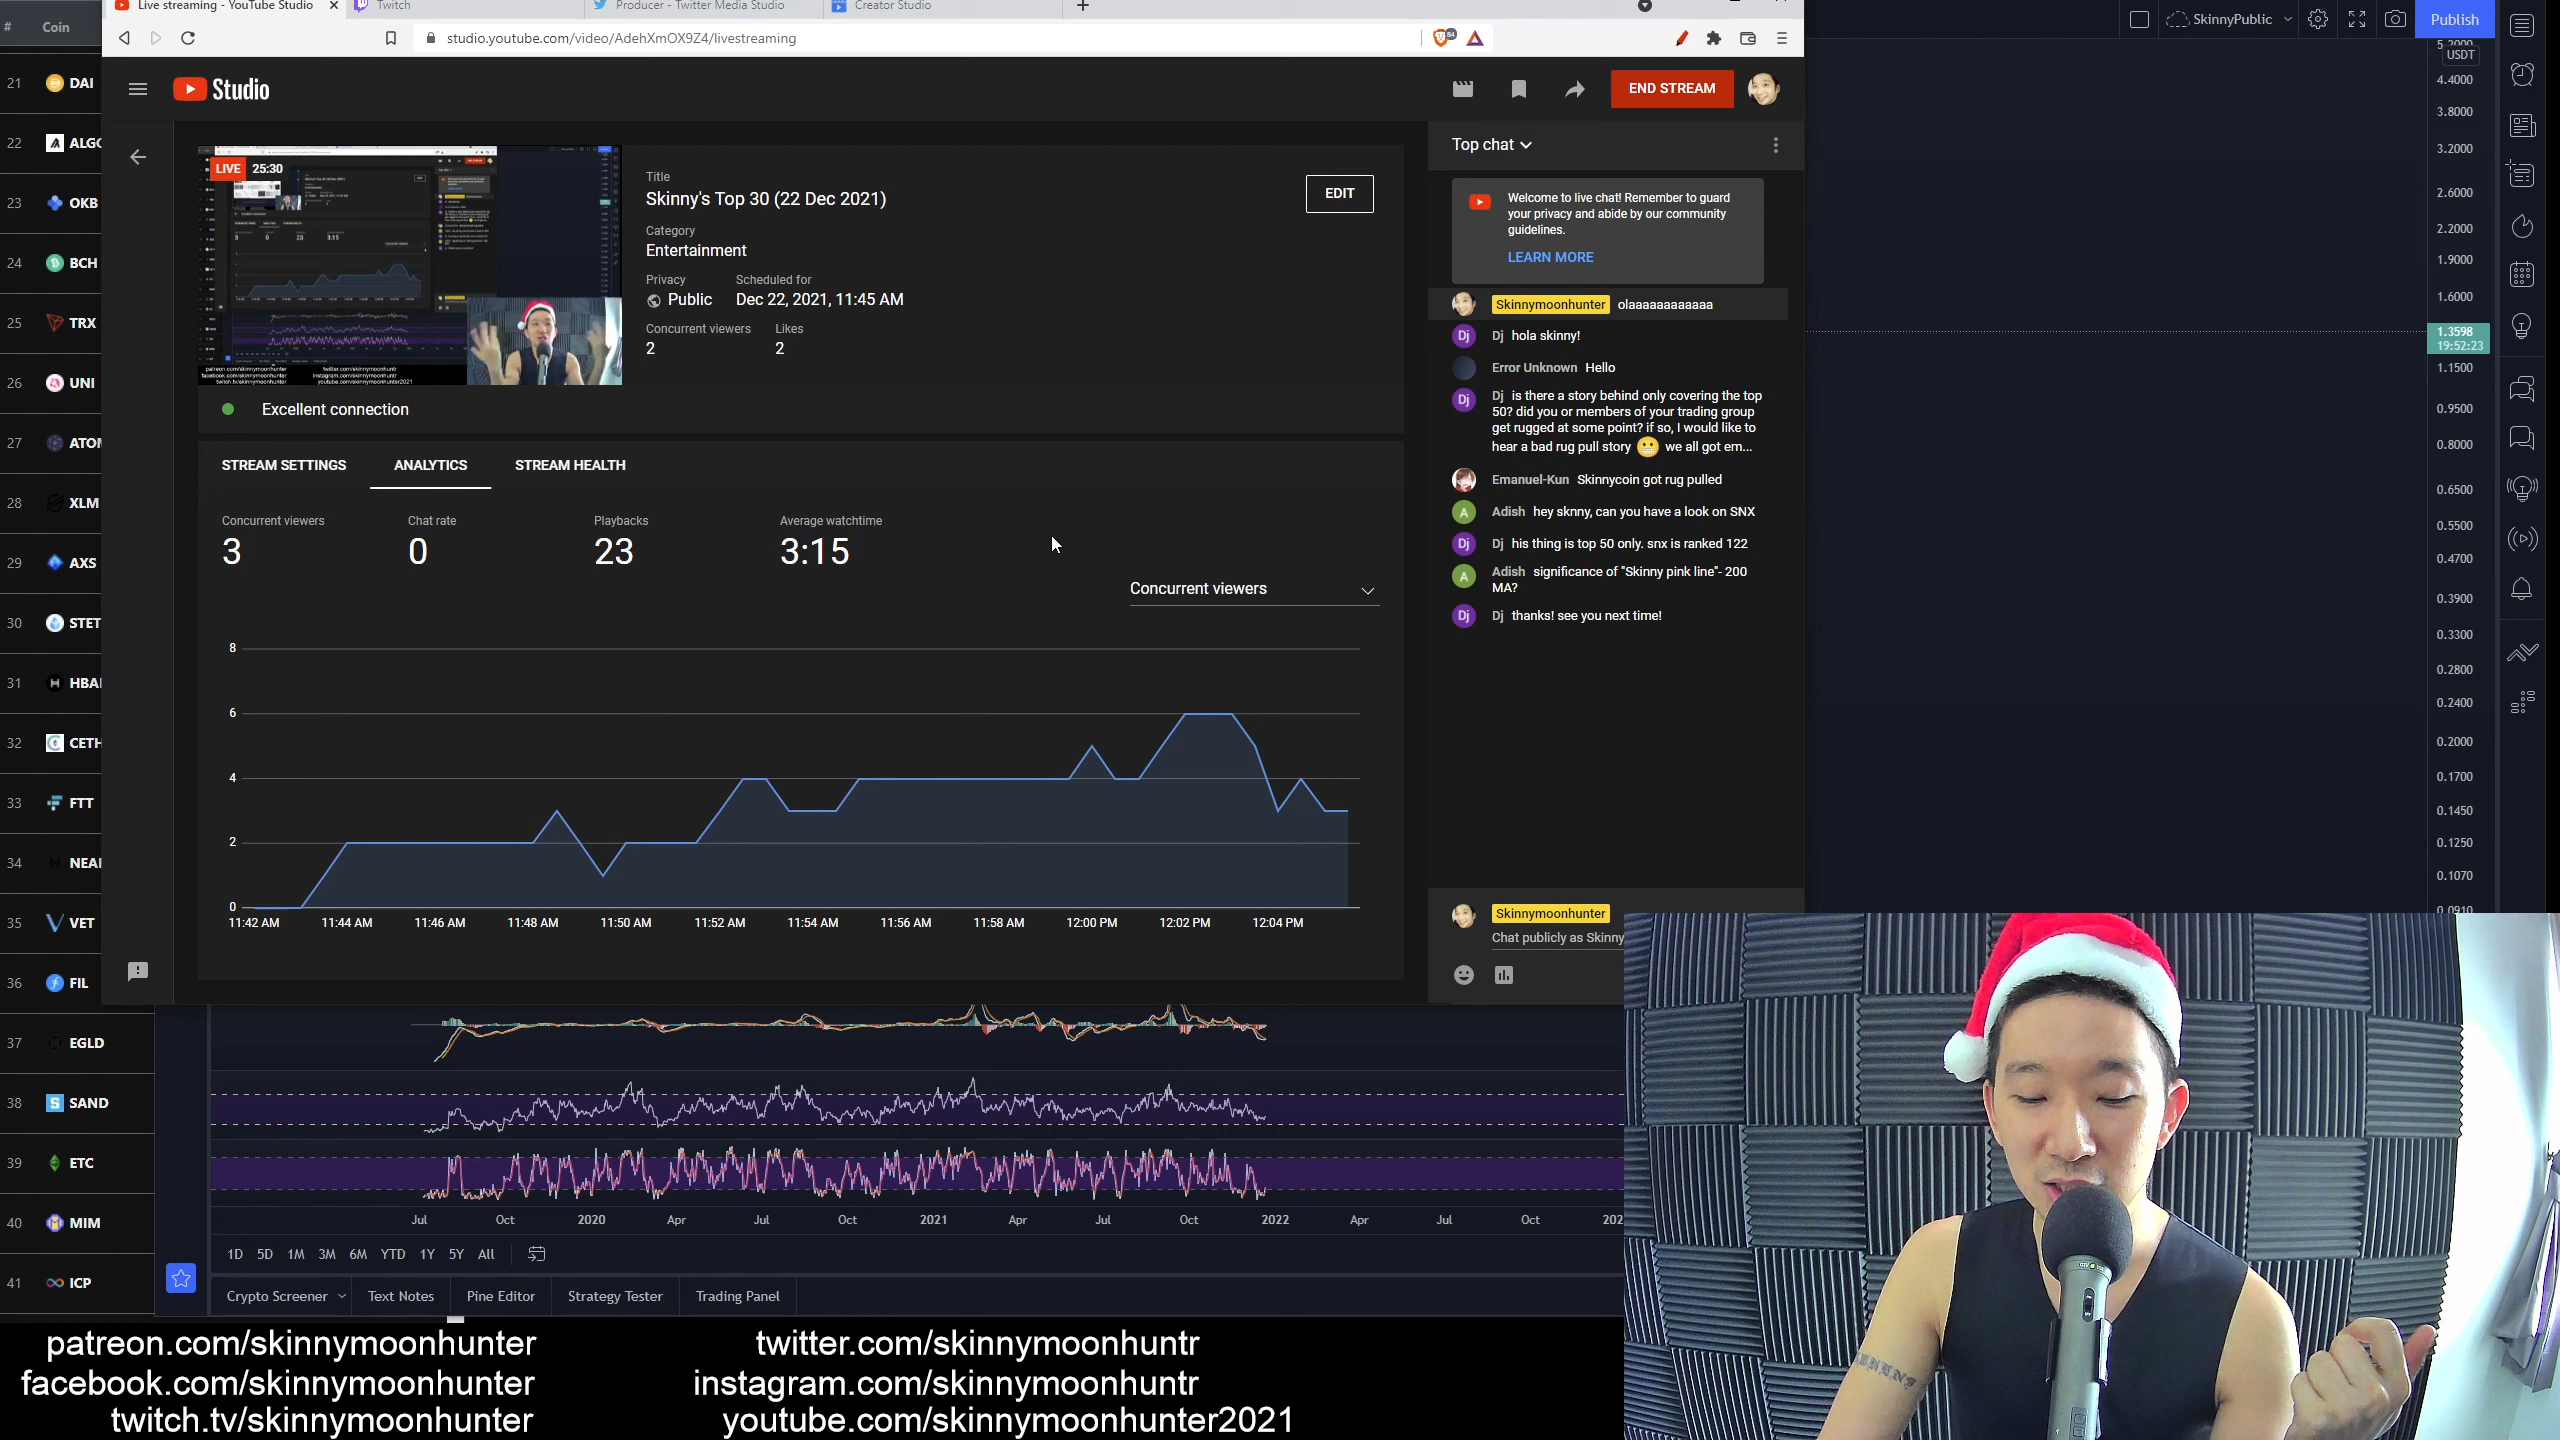 # Coin
21 DAI
22 ALGO
23 OKB
24 BCH
25 TRX
26 UNI
27 ATOM
28 XLM
29 AXS
30 STET
31 HBA
32 CETH
33 FTT
34 NEA
35 VET
36 FIL
37 EGLD
38 SAND
39 ETC
40 MIM
41 ICP
Live streaming - YouTube Studio
Twitch
Producer - Twitter Media Studio
Creator Studio
studio.youtube.com/video/AdehXmOX9Z4/livestreaming
84
Studio
END STREAM
LIVE 25:30
Title
Skinny's Top 30 (22 Dec 2021)
EDIT
Category
Entertainment
Privacy Scheduled for
Public Dec 22, 2021, 11:45 AM
Concurrent viewers Likes
2 2
Excellent connection
STREAM SETTINGS ANALYTICS STREAM HEALTH
Concurrent viewers Chat rate Playbacks Average watchtime
3 0 23 3:15
Concurrent viewers
8
6
4
2
0
11:42 AM 11:44 AM 11:46 AM 11:48 AM 11:50 AM 11:52 AM 11:54 AM 11:56 AM 11:58 AM 12:00 PM 12:02 PM 12:04 PM
Top chat
Welcome to live chat! Remember to guard
your privacy and abide by our community
guidelines.
LEARN MORE
Skinnymoonhunter olaaaaaaaaaaaa
Dj Dj hola skinny!
Error Unknown Hello
Dj Dj is there a story behind only covering the top
50? did you or members of your trading group
get rugged at some point? if so, I would like to
hear a bad rug pull story 😬 we all got em...
Emanuel-Kun Skinnycoin got rug pulled
A Adish hey sknny, can you have a look on SNX
Dj Dj his thing is top 50 only. snx is ranked 122
A Adish significance of "Skinny pink line"- 200
MA?
Dj Dj thanks! see you next time!
Skinnymoonhunter
Chat publicly as Skinny
SkinnyPublic
Publish
5.2000
USDT
4.4000
3.8000
3.2000
2.6000
2.2000
1.9000
1.6000
1.3598
19:52:23
1.1500
0.9500
0.8000
0.6500
0.5500
0.4700
0.3900
0.3300
0.2800
0.2400
0.2000
0.1700
0.1450
0.1250
0.1070
0.0910
Jul Oct 2020 Apr Jul Oct 2021 Apr Jul Oct 2022 Apr Jul Oct 202
1D 5D 1M 3M 6M YTD 1Y 5Y All
Crypto Screener Text Notes Pine Editor Strategy Tester Trading Panel
patreon.com/skinnymoonhunter
facebook.com/skinnymoonhunter
twitch.tv/skinnymoonhunter
twitter.com/skinnymoonhuntr
instagram.com/skinnymoonhuntr
youtube.com/skinnymoonhunter2021